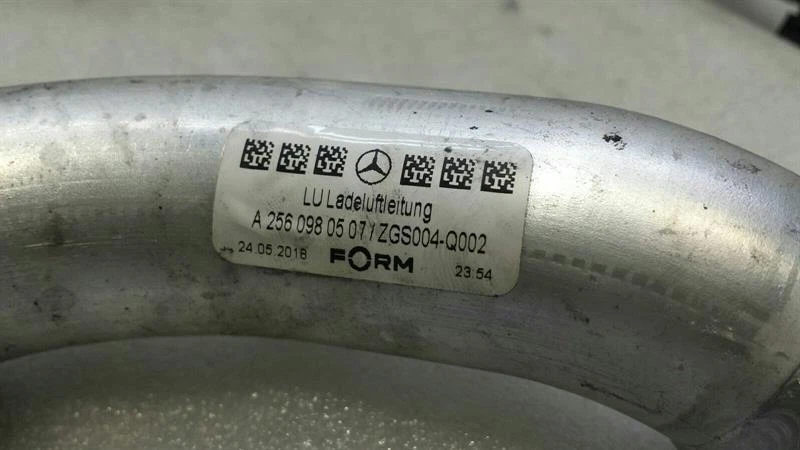 LU Ladeluftleitung
A 256 098 05 07 / ZGS004-Q002
24.05.2018 FORM 23:54